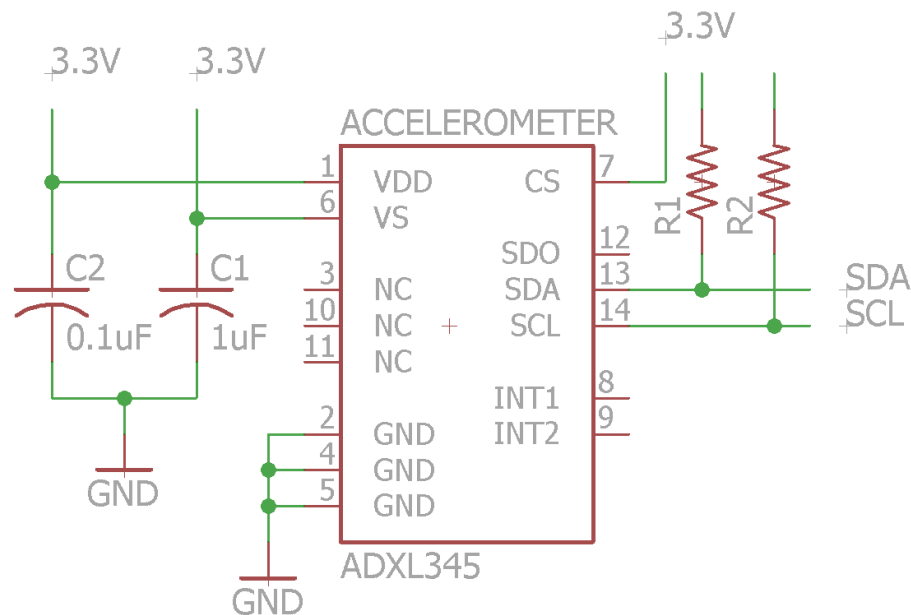 3.3V
3.3V
3.3V
ACCELEROMETER
1
VDD
6
VS
3
NC
10
NC
11
NC
2
GND
4
GND
5
GND
CS
7
SDO
12
SDA
13
SCL
14
INT1
8
INT2
9
R1
R2
SDA
SCL
C2
0.1uF
C1
1uF
GND
GND
ADXL345